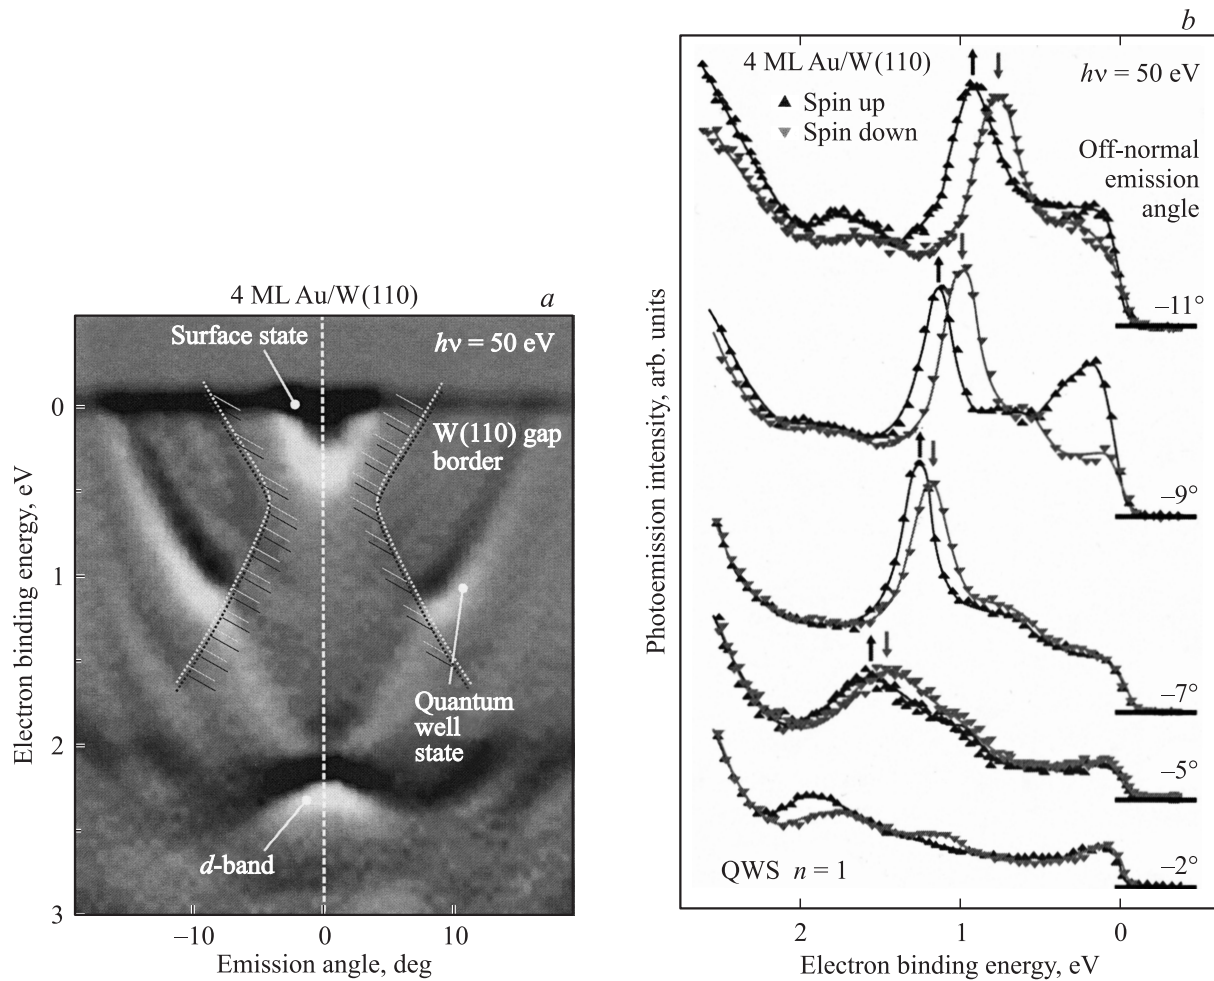 4 ML Au/W(110)
a
Surface state
hν = 50 eV
W(110) gap
border
Quantum
well
state
d-band
0
1
2
3
Electron binding energy, eV
−10
0
10
Emission angle, deg
b
4 ML Au/W(110)
hν = 50 eV
Spin up
Spin down
Off-normal
emission
angle
−11°
−9°
−7°
−5°
−2°
QWS n = 1
Photoemission intensity, arb. units
2
1
0
Electron binding energy, eV